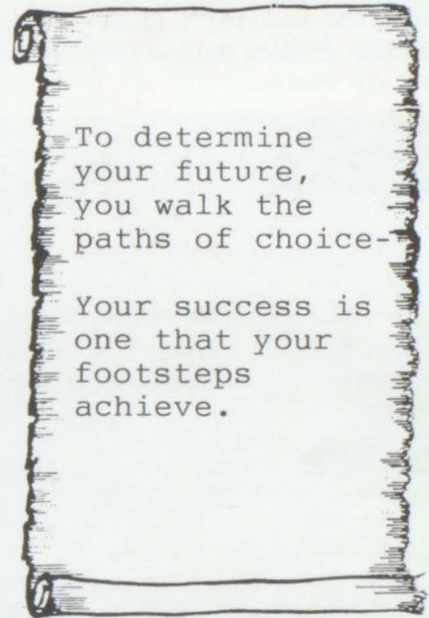 To determine
your future,
you walk the
paths of choice-
Your success is
one that your
footsteps
achieve.